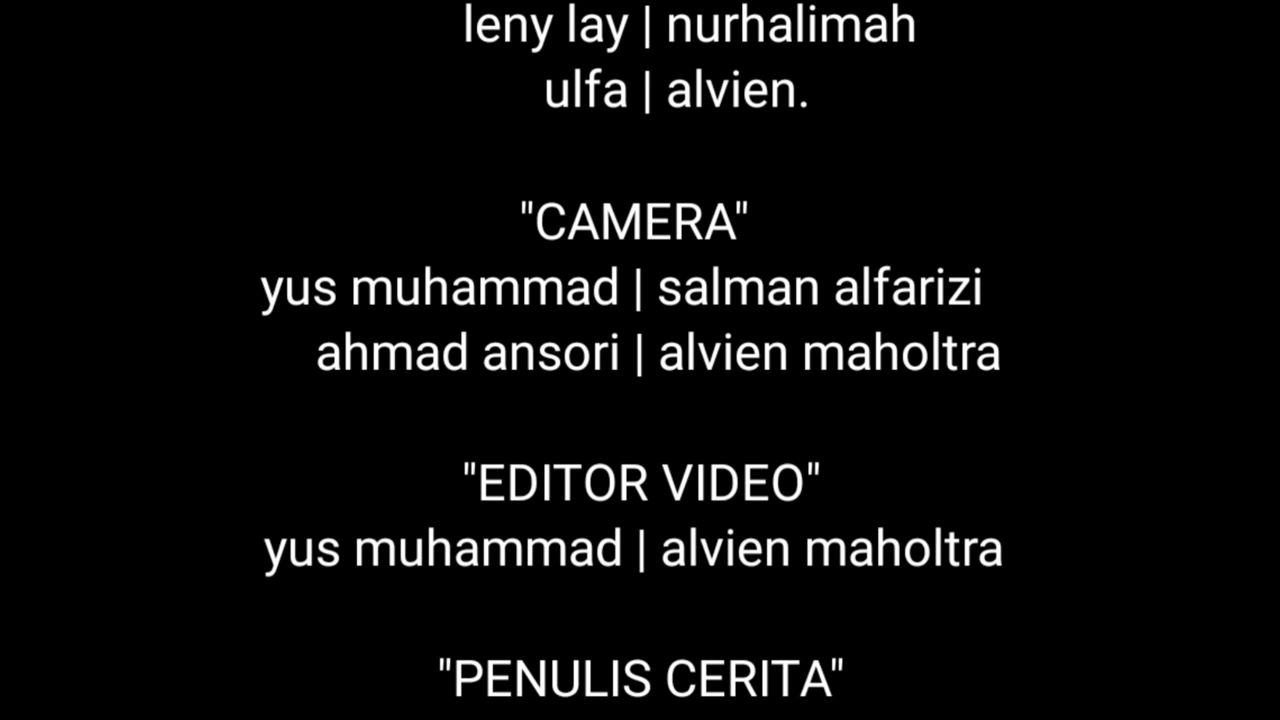 leny lay | nurhalimah
ulfa | alvien.
"CAMERA"
yus muhammad | salman alfarizi
ahmad ansori | alvien maholtra
"EDITOR VIDEO"
yus muhammad | alvien maholtra
"PENULIS CERITA"